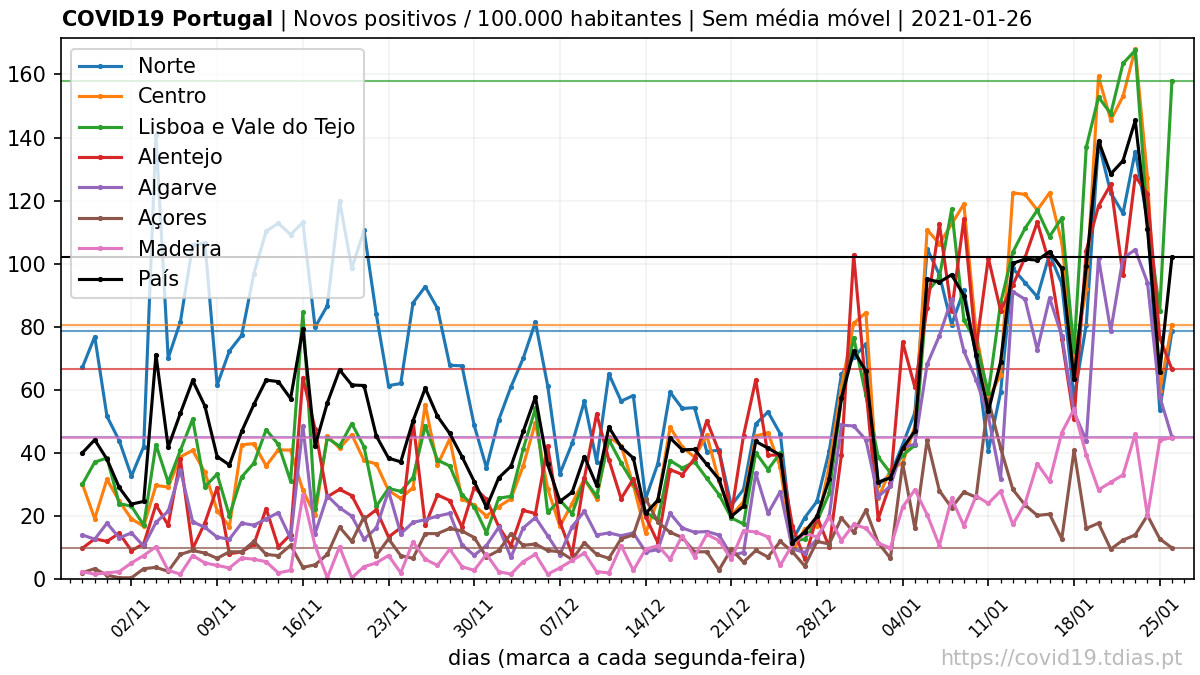 COVID19 Portugal | Novos positivos / 100.000 habitantes | Sem média móvel | 2021-01-26
Norte
Centro
Lisboa e Vale do Tejo
Alentejo
Algarve
Açores
Madeira
País
160
140
120
100
80
60
40
20
0
02/11 09/11 16/11 23/11 30/11 07/12 14/12 21/12 28/12 04/01 11/01 18/01 25/01
dias (marca a cada segunda-feira)
https://covid19.tdias.pt